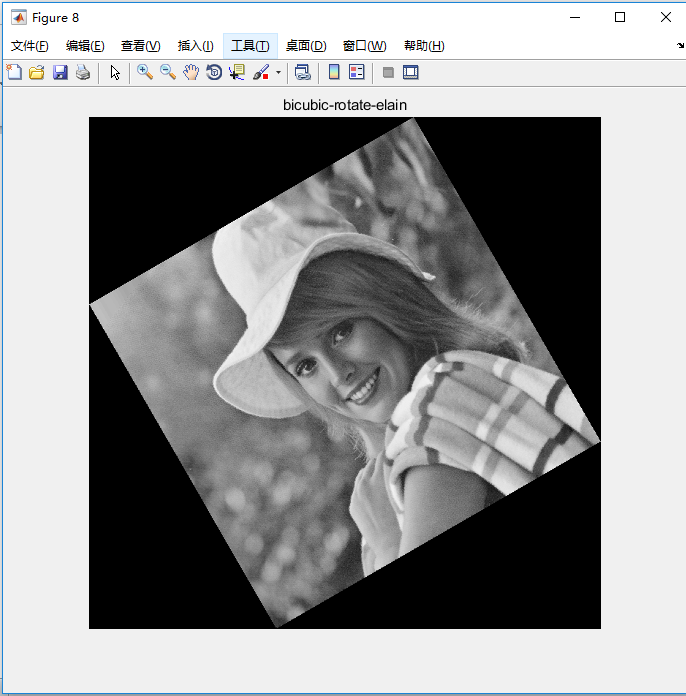 Figure 8
文件(F) 编辑(E) 查看(V) 插入(I) 工具(T) 桌面(D) 窗口(W) 帮助(H)
bicubic-rotate-elain